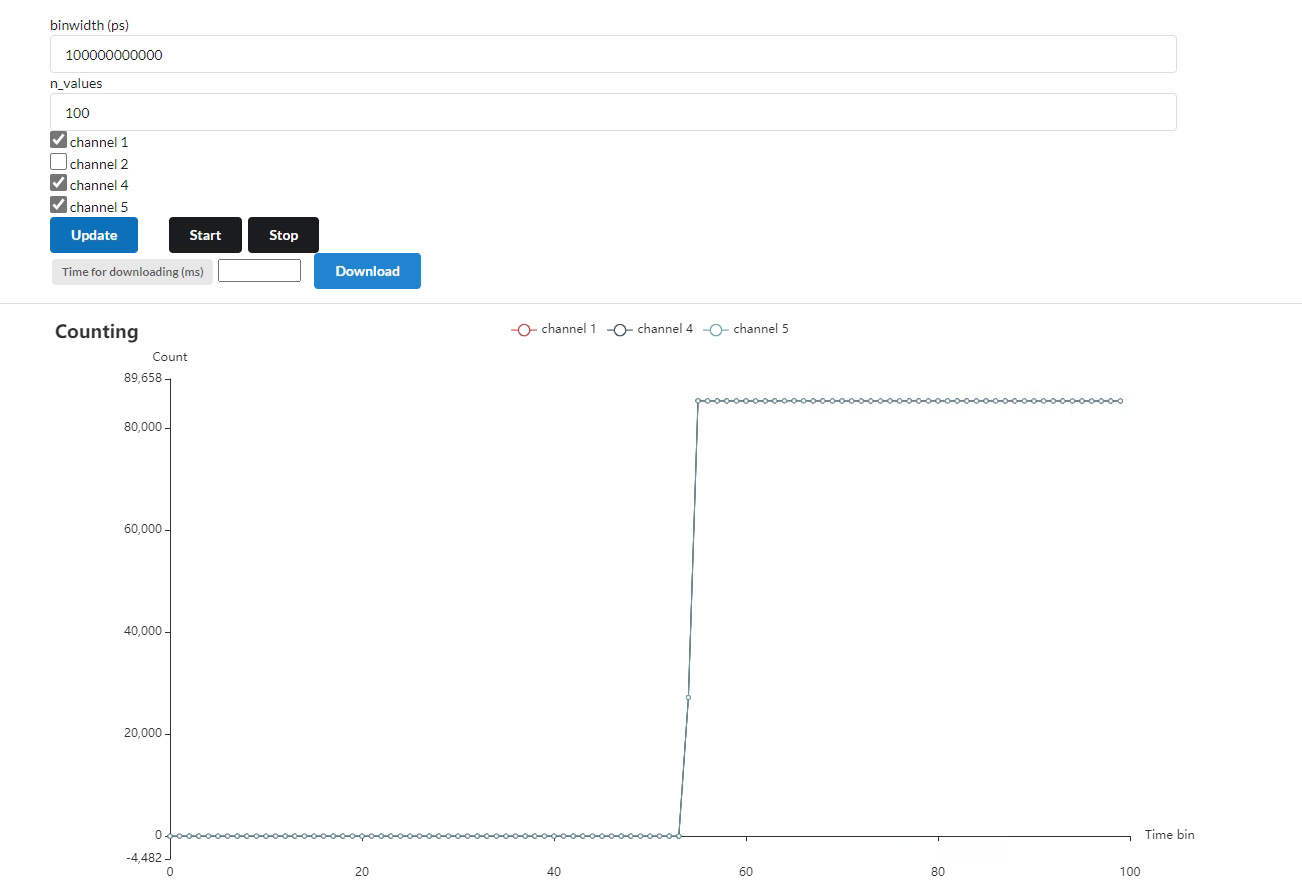 binwidth (ps)
100000000000
n_values
100
channel 1
channel 2
channel 4
channel 5
Update Start Stop
Time for downloading (ms) Download
Counting
channel 1 channel 4 channel 5
Count
89,658
80,000
60,000
40,000
20,000
0
Time bin
-4,482
0 20 40 60 80 100